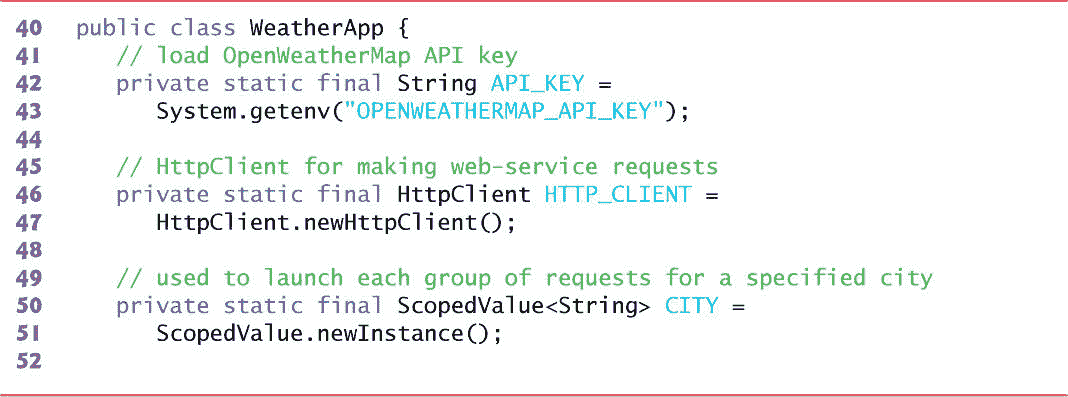 40 public class WeatherApp {
41    // load OpenWeatherMap API key
42    private static final String API_KEY =
43       System.getenv("OPENWEATHERMAP_API_KEY");
44
45    // HttpClient for making web-service requests
46    private static final HttpClient HTTP_CLIENT =
47       HttpClient.newHttpClient();
48
49    // used to launch each group of requests for a specified city
50    private static final ScopedValue<String> CITY =
51       ScopedValue.newInstance();
52